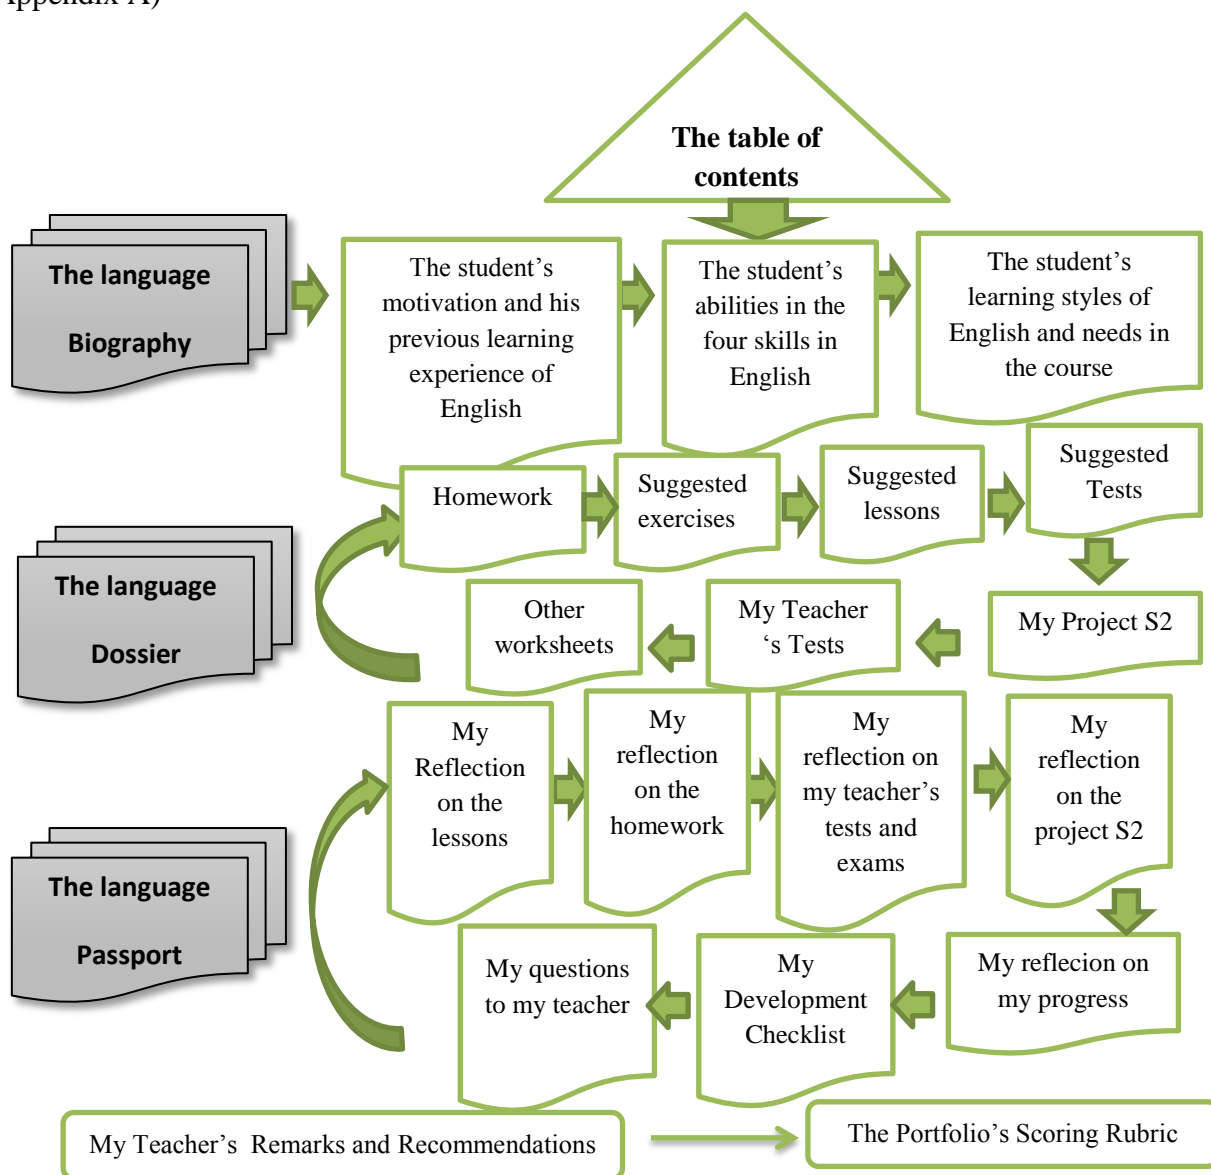 Appendix A)
The table of
contents
The language
Biography
The student’s
motivation and his
previous learning
experience of
English
The student’s
abilities in the
four skills in
English
The student’s
learning styles of
English and needs in
the course
The language
Dossier
Homework
Suggested
exercises
Suggested
lessons
Suggested
Tests
My Project S2
My Teacher
‘s Tests
Other
worksheets
The language
Passport
My
Reflection
on the
lessons
My
reflection
on the
homework
My
reflection on
my teacher’s
tests and
exams
My
reflection
on the
project S2
My reflecion on
my progress
My
Development
Checklist
My questions
to my teacher
My Teacher’s  Remarks and Recommendations
The Portfolio’s Scoring Rubric